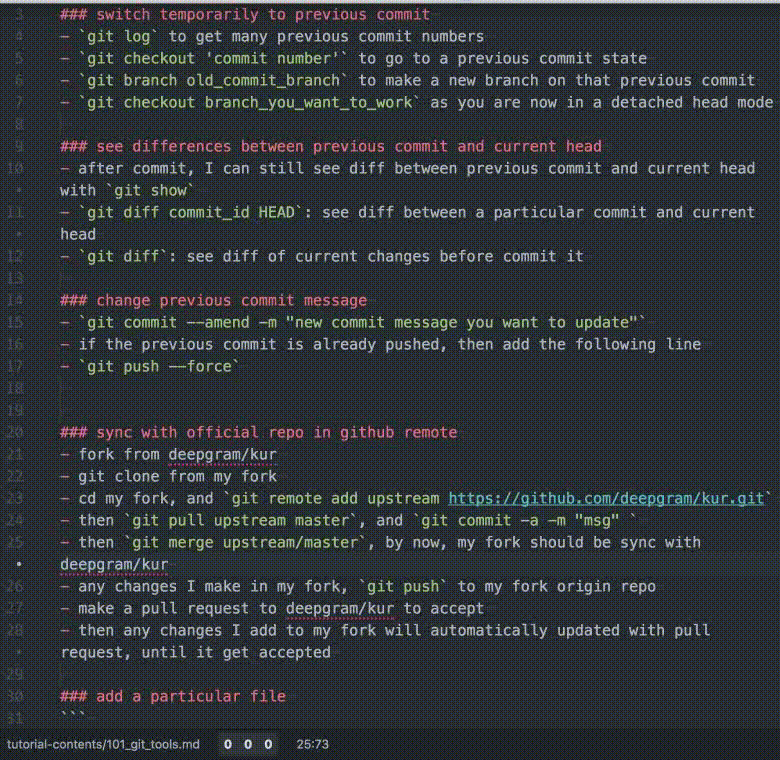 3 ### switch temporarily to previous commit
4 - `git log` to get many previous commit numbers
5 - `git checkout 'commit number'` to go to a previous commit state
6 - `git branch old_commit_branch` to make a new branch on that previous commit
7 - `git checkout branch_you_want_to_work` as you are now in a detached head mode
8
9 ### see differences between previous commit and current head
10 - after commit, I can still see diff between previous commit and current head
• with `git show`
11 - `git diff commit_id HEAD`: see diff between a particular commit and current
• head
12 - `git diff`: see diff of current changes before commit it
13
14 ### change previous commit message
15 - `git commit --amend -m "new commit message you want to update"`
16 - if the previous commit is already pushed, then add the following line
17 - `git push --force`
18
19
20 ### sync with official repo in github remote
21 - fork from deepgram/kur
22 - git clone from my fork
23 - cd my fork, and `git remote add upstream https://github.com/deepgram/kur.git`
24 - then `git pull upstream master`, and `git commit -a -m "msg" `
25 - then `git merge upstream/master`, by now, my fork should be sync with
• deepgram/kur
26 - any changes I make in my fork, `git push` to my fork origin repo
27 - make a pull request to deepgram/kur to accept
28 - then any changes I add to my fork will automatically updated with pull
• request, until it get accepted
29
30 ### add a particular file
31 ```
tutorial-contents/101_git_tools.md 0 0 0 25:73